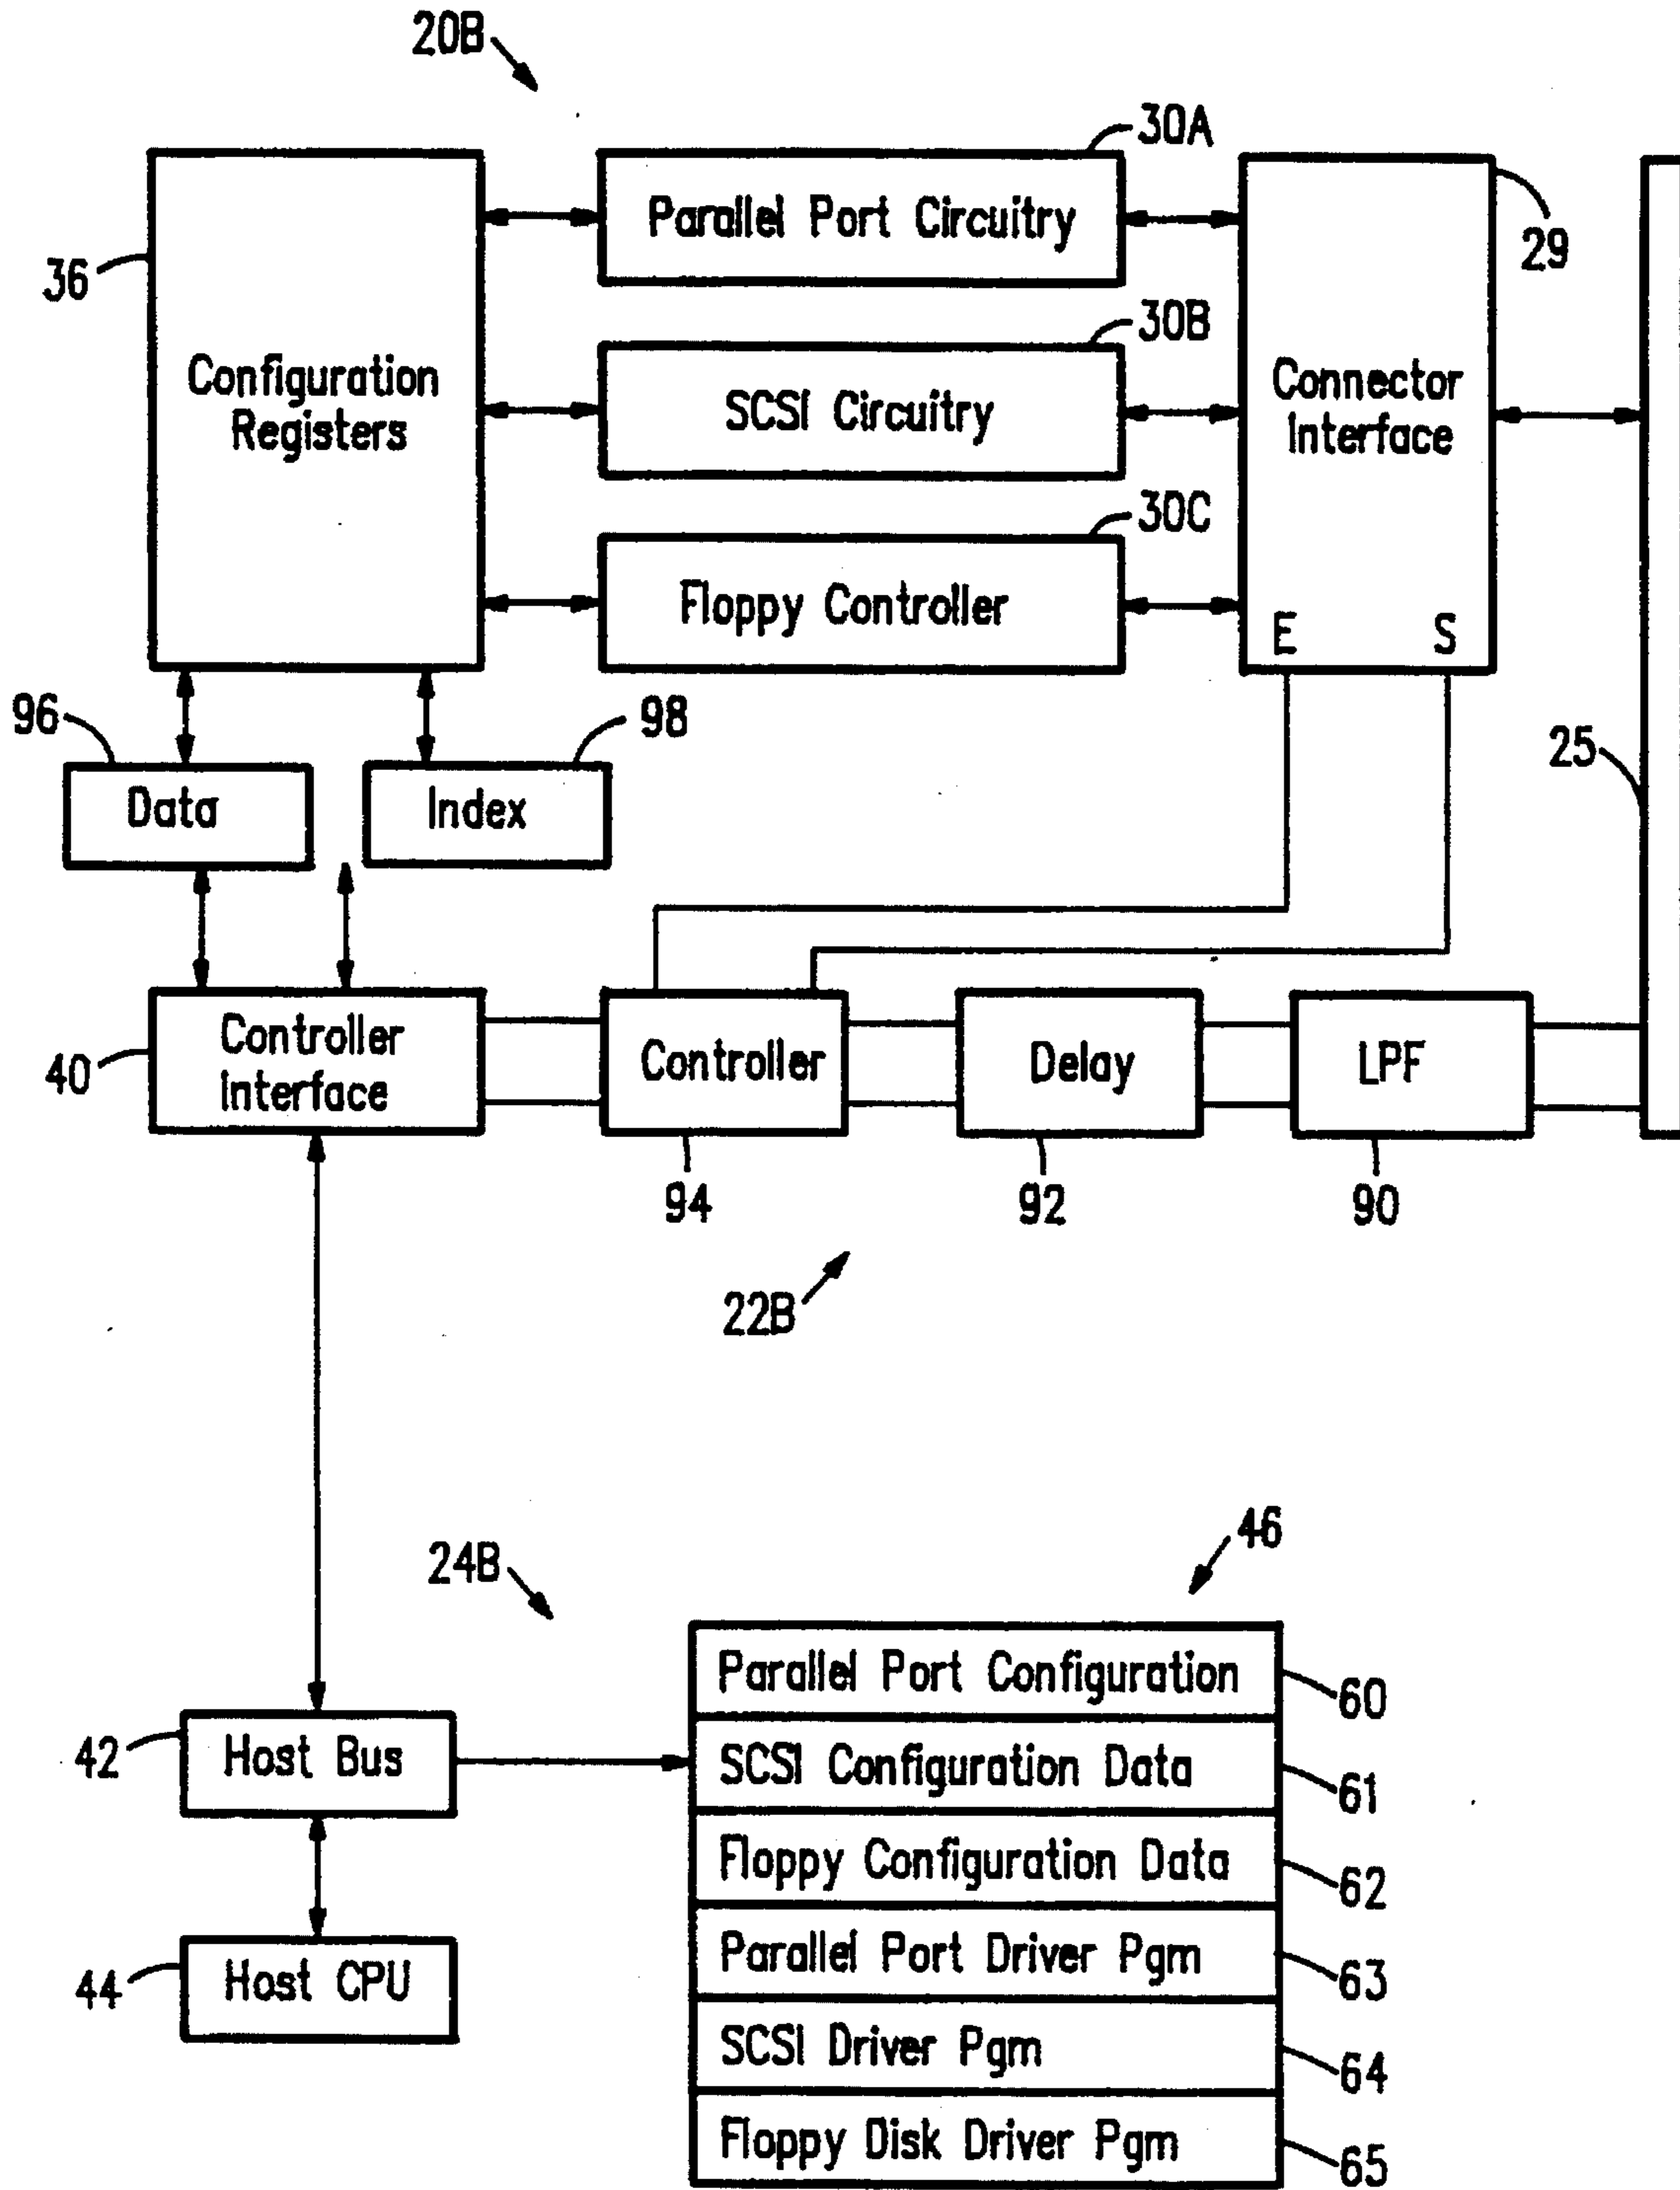 20B
30A
Parallel Port Circuitry
29
36
30B
Configuration
Registers
SCSI Circuitry
Connector
Interface
30C
Floppy Controller
E
S
96
98
25
Data
Index
Controller
Interface
40
Controller
Delay
LPF
94
92
90
22B
24B
46
Parallel Port Configuration
60
42
Host Bus
SCSI Configuration Data
61
Floppy Configuration Data
62
44
Host CPU
Parallel Port Driver Pgm
63
SCSI Driver Pgm
64
Floppy Disk Driver Pgm
65